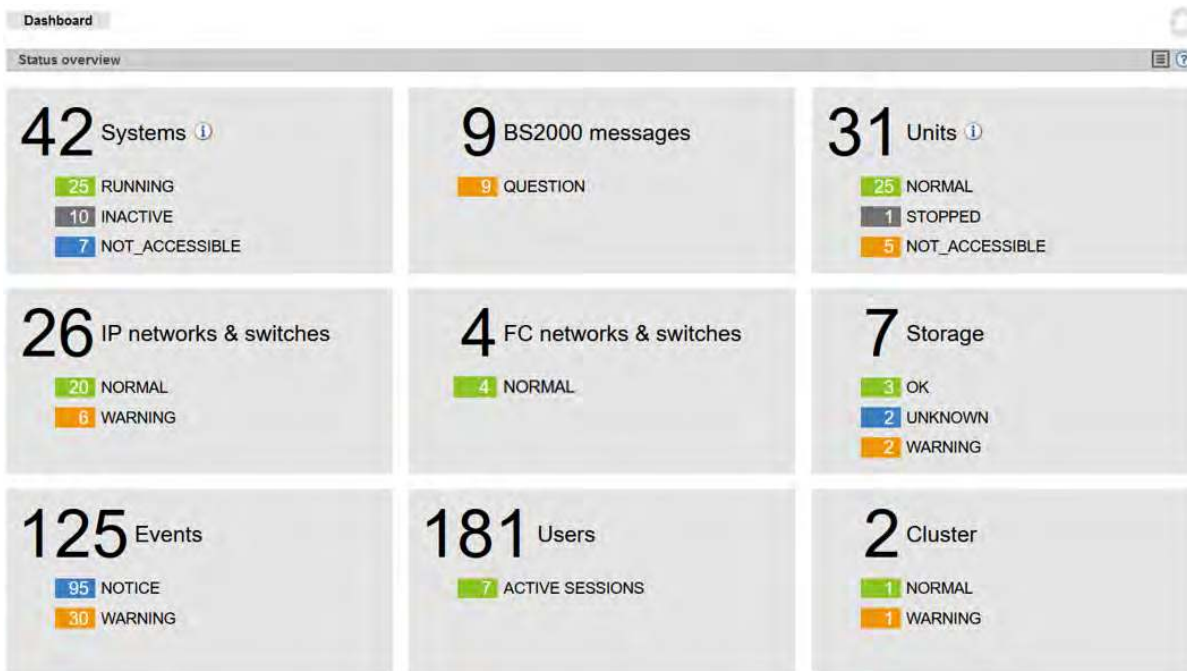 Dashboard
Status overview
42 Systems
25 RUNNING
10 INACTIVE
7 NOT_ACCESSIBLE
9 BS2000 messages
9 QUESTION
31 Units
25 NORMAL
1 STOPPED
5 NOT_ACCESSIBLE
26 IP networks & switches
20 NORMAL
6 WARNING
4 FC networks & switches
4 NORMAL
7 Storage
3 OK
2 UNKNOWN
2 WARNING
125 Events
95 NOTICE
30 WARNING
181 Users
7 ACTIVE SESSIONS
2 Cluster
1 NORMAL
1 WARNING